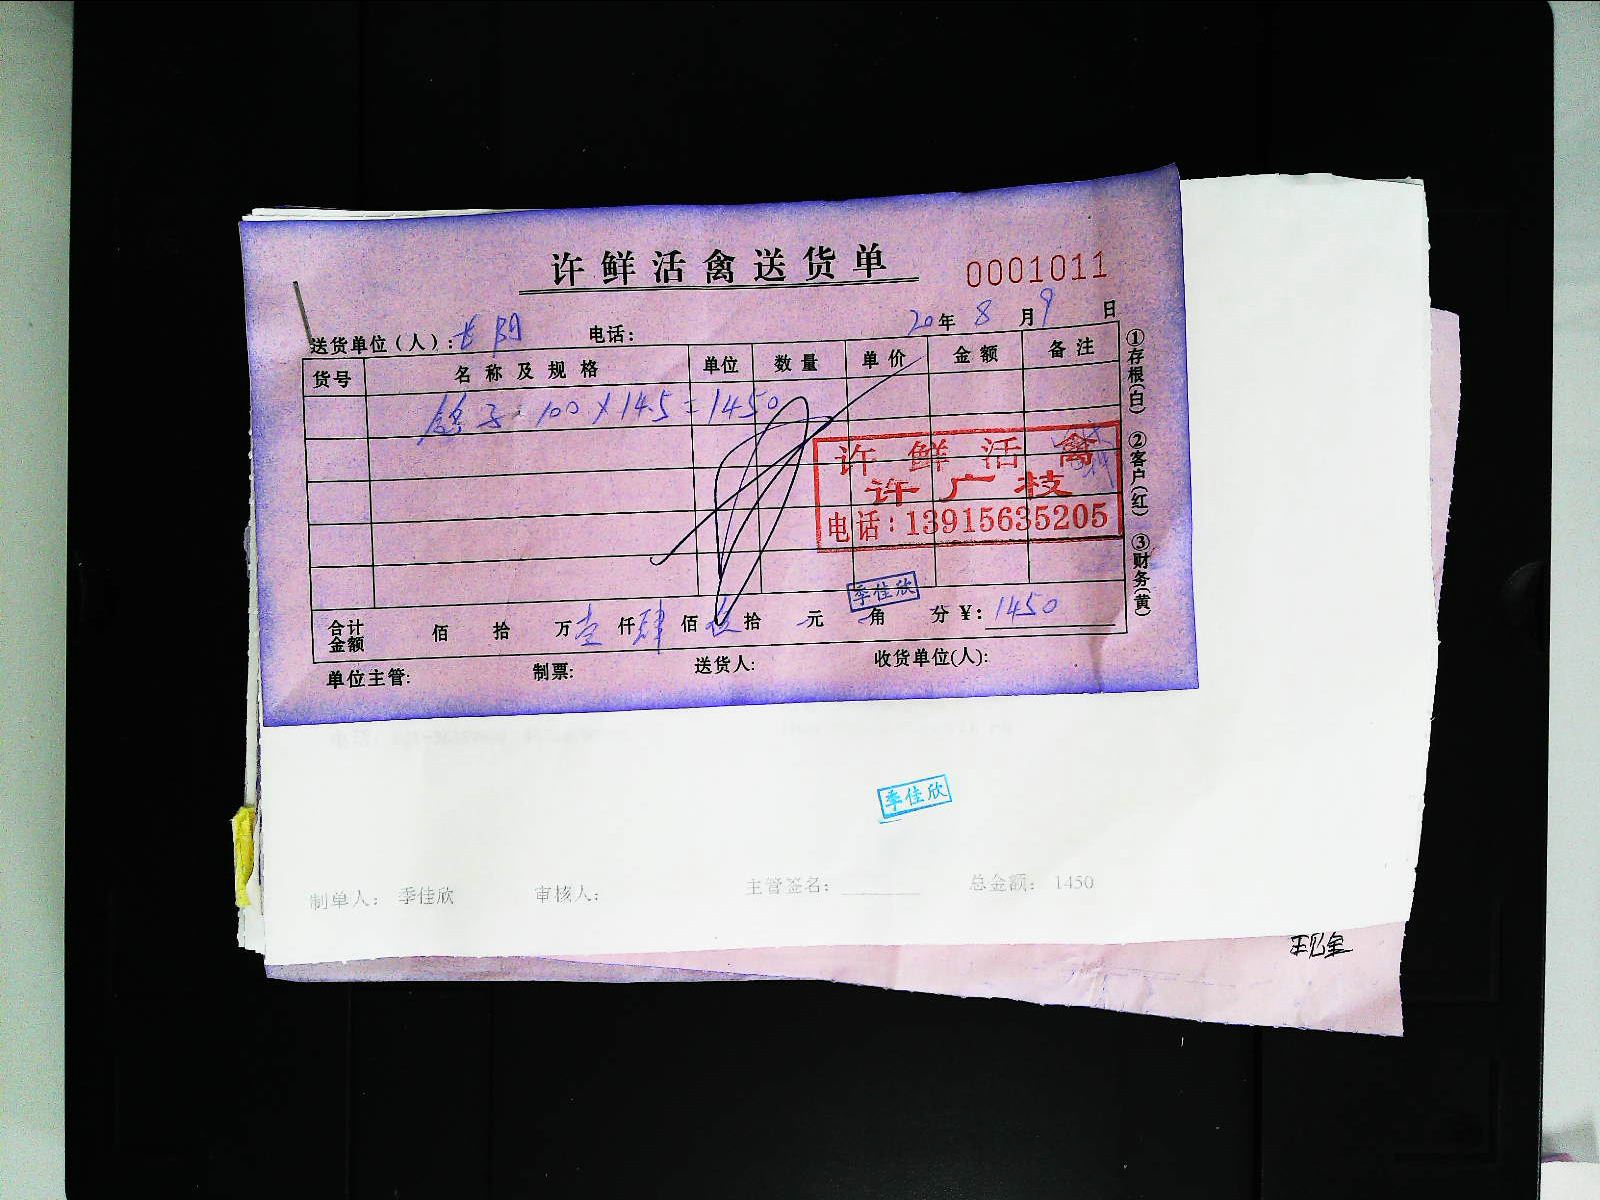 许鲜活禽送货单
0001011
送货单位(人): 长阳 电话: 20年 8月 9日
货号 名称及规格 单位 数量 单价 金额 备注
鸽子 100 × 14.5 = 1450
许鲜活禽
许广枝
电话:13915635205
季佳欣
合计金额 佰 拾 万 壹 仟 肆 佰 伍 拾 元 角 分 ¥: 1450
单位主管: 制票: 送货人: 收货单位(人):
①存根(白) ②客户(红) ③财务(黄)
季佳欣
制单人: 季佳欣 审核人: 主管签名: 总金额: 1450